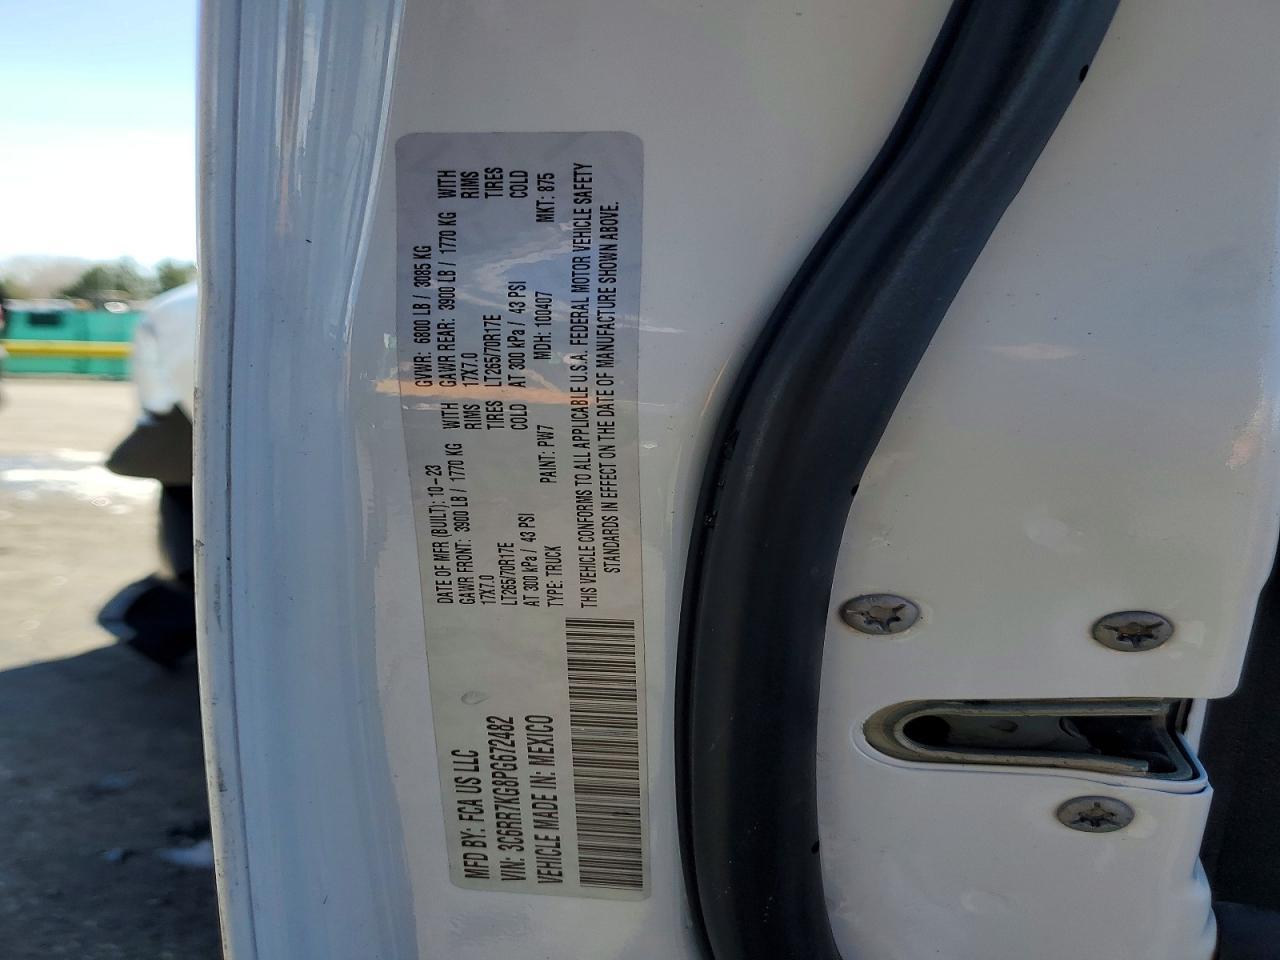 MFD BY: FCA US LLC
VIN: 3C6RR7KG8PG672482
VEHICLE MADE IN: MEXICO
DATE OF MFR (BUILT): 10-23 GVWR: 6800 LB / 3085 KG
GAWR FRONT: 3900 LB / 1770 KG WITH GAWR REAR: 3900 LB / 1770 KG WITH
17X7.0 RIMS 17X7.0 RIMS
LT265/70R17E TIRES LT265/70R17E TIRES
AT 300 kPa / 43 PSI COLD AT 300 kPa / 43 PSI COLD
TYPE: TRUCK PAINT: PW7 MDH: 100407 MKT: 875
THIS VEHICLE CONFORMS TO ALL APPLICABLE U.S.A. FEDERAL MOTOR VEHICLE SAFETY
STANDARDS IN EFFECT ON THE DATE OF MANUFACTURE SHOWN ABOVE.